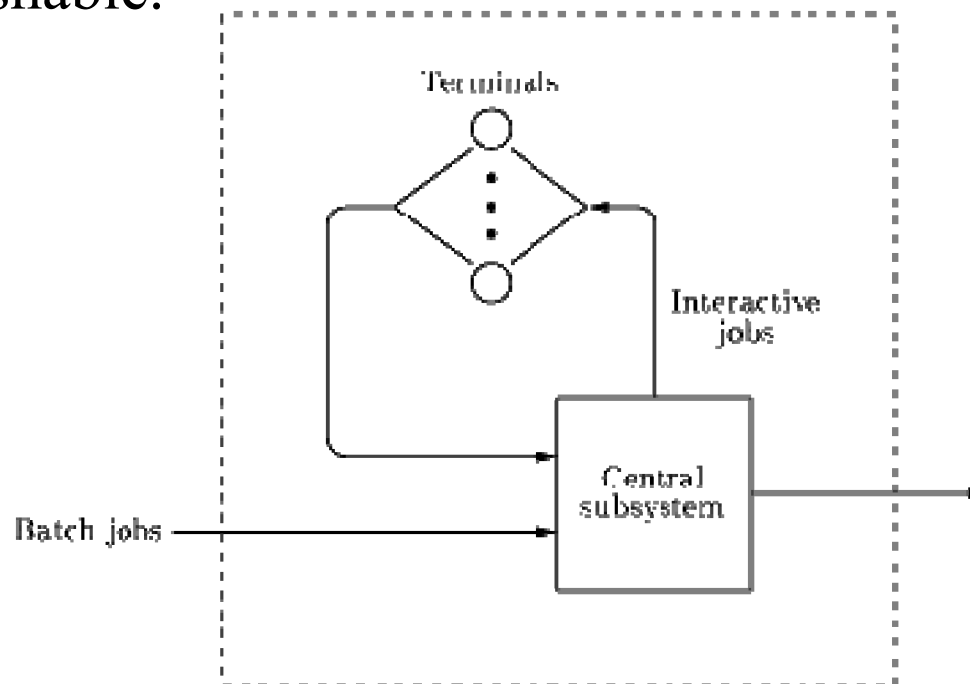 Terminals
Interactive
jobs
Central
subsystem
Batch jobs